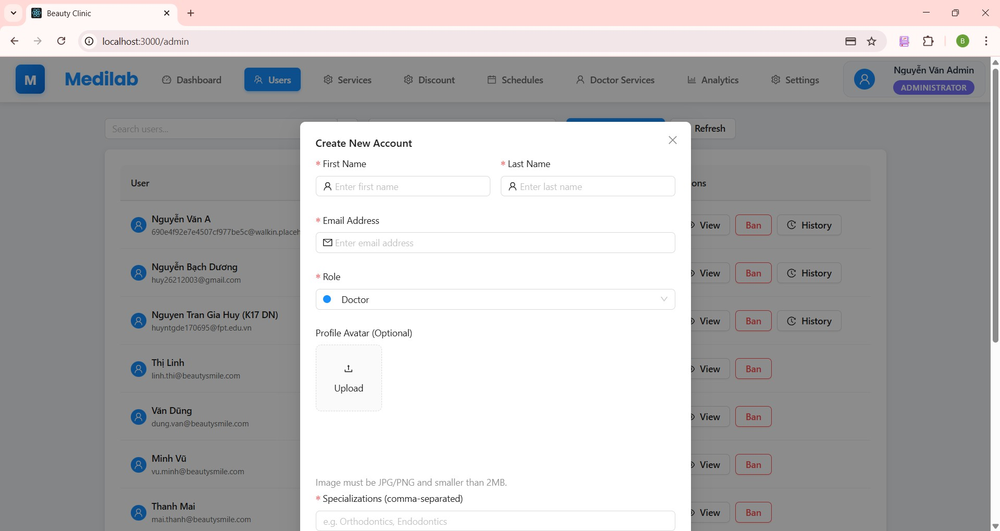 Beauty Clinic
localhost:3000/admin
B
M
Medilab
Dashboard
Users
Services
Discount
Schedules
Doctor Services
Analytics
Settings
Nguyễn Văn Admin
ADMINISTRATOR
Search users...
Refresh
Create New Account
* First Name
* Last Name
Enter first name
Enter last name
* Email Address
Enter email address
* Role
Doctor
Profile Avatar (Optional)
Upload
Image must be JPG/PNG and smaller than 2MB.
* Specializations (comma-separated)
e.g. Orthodontics, Endodontics
User
ons
Nguyễn Văn A
690e4f92e7e4507cf977be5c@walkin.placeh
View
Ban
History
Nguyễn Bạch Dương
huy26212003@gmail.com
View
Ban
History
Nguyen Tran Gia Huy (K17 DN)
huyntgde170695@fpt.edu.vn
View
Ban
History
Thị Linh
linh.thi@beautysmile.com
View
Ban
Văn Dũng
dung.van@beautysmile.com
View
Ban
Minh Vũ
vu.minh@beautysmile.com
View
Ban
Thanh Mai
mai.thanh@beautysmile.com
View
Ban